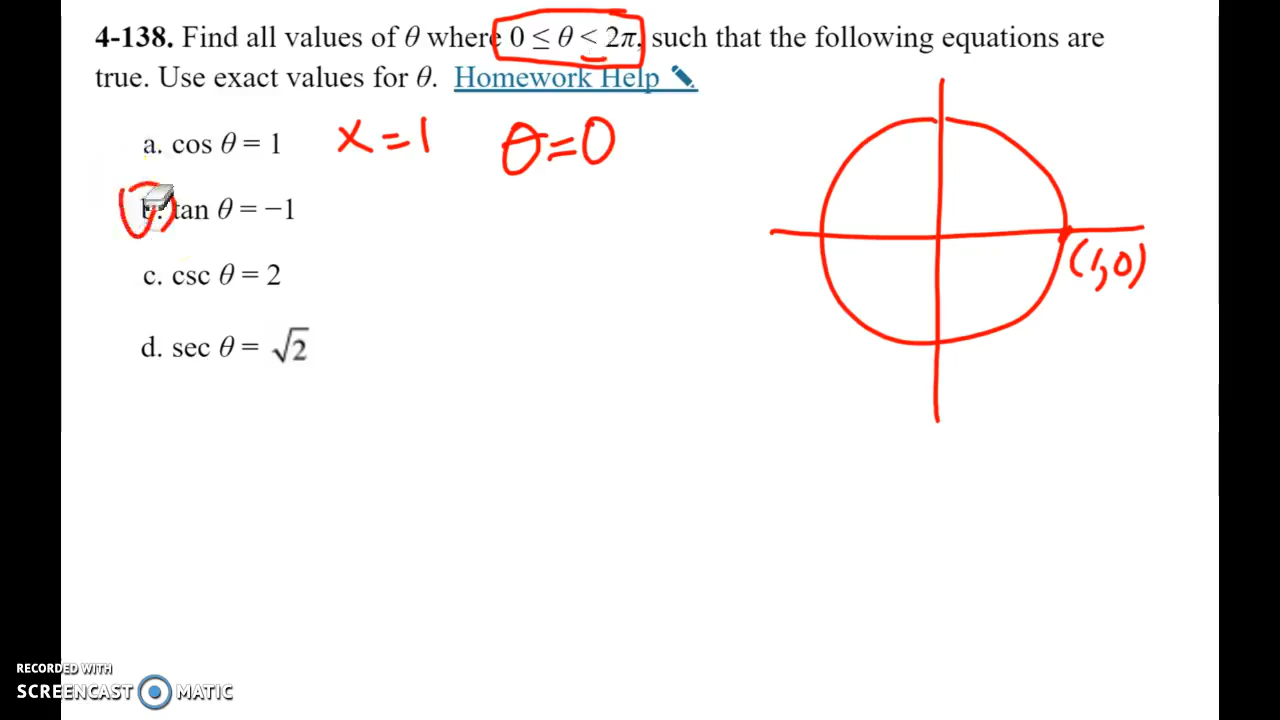 4-138. Find all values of θ where 0 ≤ θ < 2π, such that the following equations are
true. Use exact values for θ. Homework Help
a. cos θ = 1 x = 1 θ = 0
b. tan θ = −1
(1,0)
c. csc θ = 2
d. sec θ = √2
RECORDED WITH
SCREENCAST MATIC